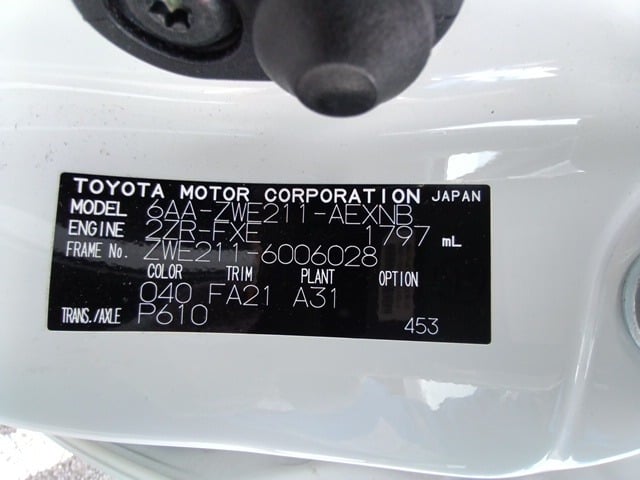 TOYOTA MOTOR CORPORATION JAPAN
MODEL 6AA-ZWE211-AEXNB
ENGINE 2ZR-FXE 1797 mL
FRAME No. ZWE211-6006028
COLOR TRIM PLANT OPTION
040 FA21 A31
TRANS./AXLE P610 453